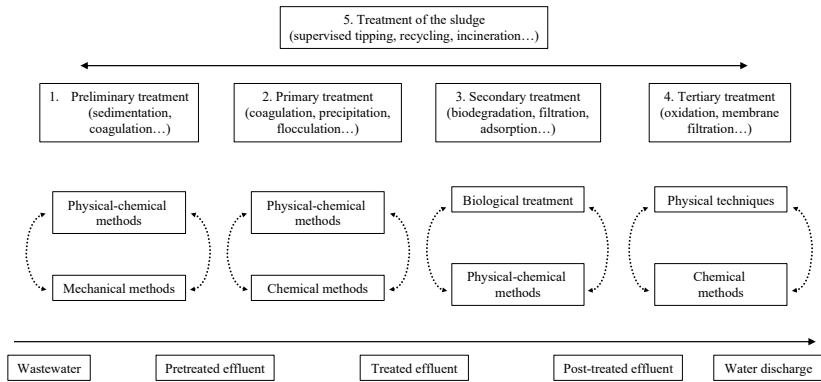 5. Treatment of the sludge
(supervised tipping, recycling, incineration…)
1. Preliminary treatment
(sedimentation,
coagulation…)
2. Primary treatment
(coagulation, precipitation,
flocculation…)
3. Secondary treatment
(biodegradation, filtration,
adsorption…)
4. Tertiary treatment
(oxidation, membrane
filtration…)
Physical-chemical
methods
Physical-chemical
methods
Biological treatment
Physical techniques
Mechanical methods
Chemical methods
Physical-chemical
methods
Chemical
methods
Wastewater
Pretreated effluent
Treated effluent
Post-treated effluent
Water discharge